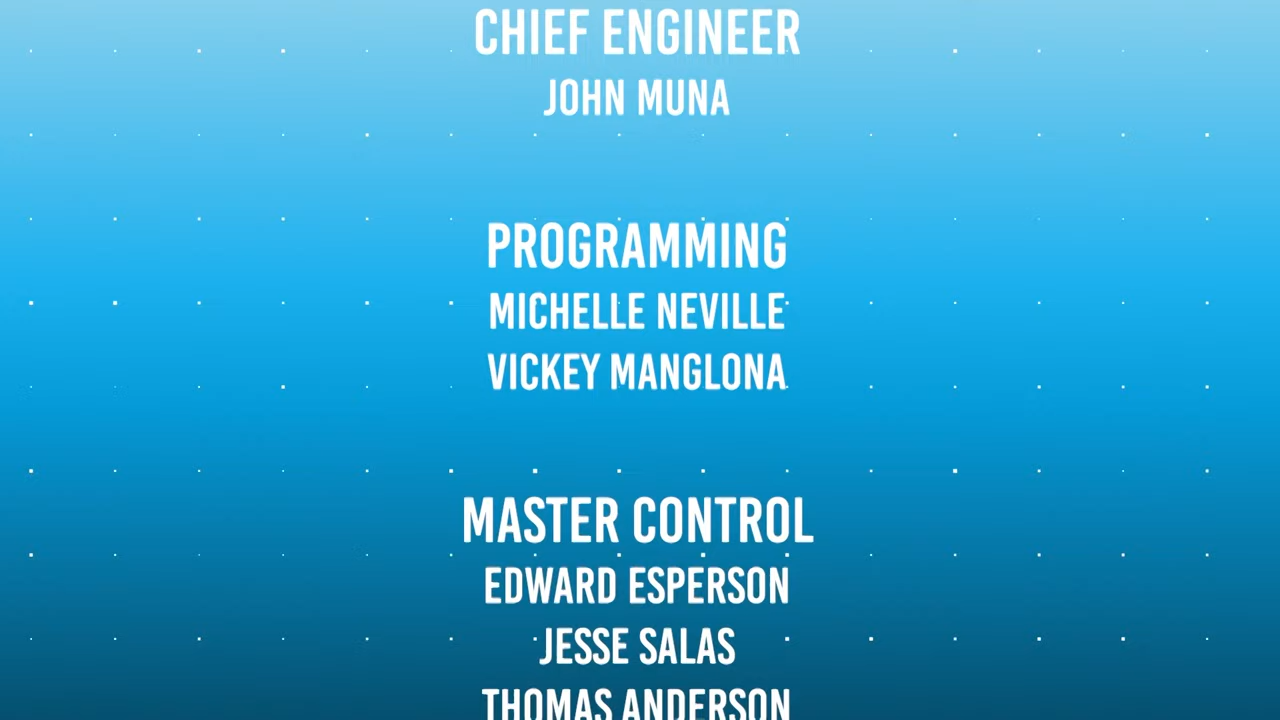 CHIEF ENGINEER
JOHN MUNA
PROGRAMMING
MICHELLE NEVILLE
VICKEY MANGLONA
MASTER CONTROL
EDWARD ESPERSON
JESSE SALAS
THOMAS ANDERSON